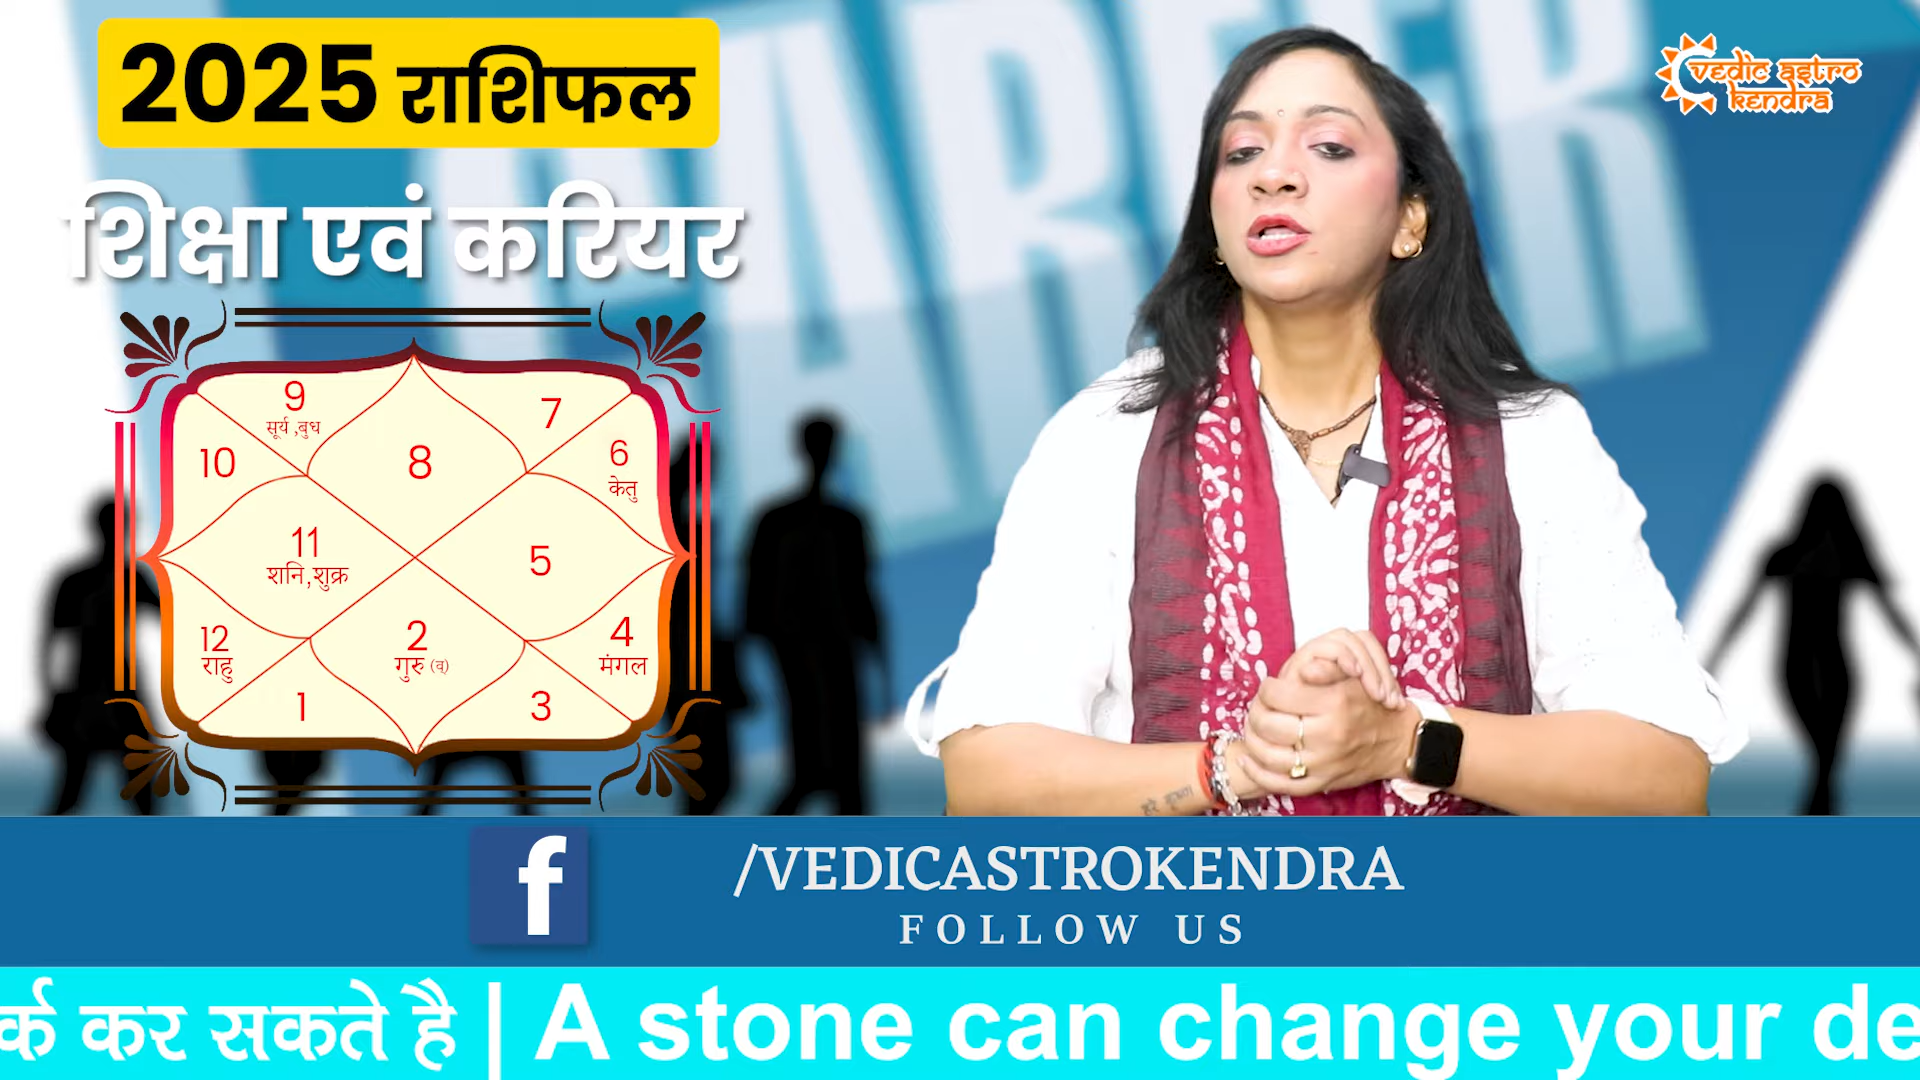 2025 राशिफल
vedic astro
kendra
CAREER
शिक्षा एवं करियर
9
सूर्य ,बुध
7
10
8
6
केतु
11
शनि,शुक्र
5
12
राहु
2
गुरु (व)
4
मंगल
1
3
f
/VEDICASTROKENDRA
FOLLOW US
र्क कर सकते है | A stone can change your de